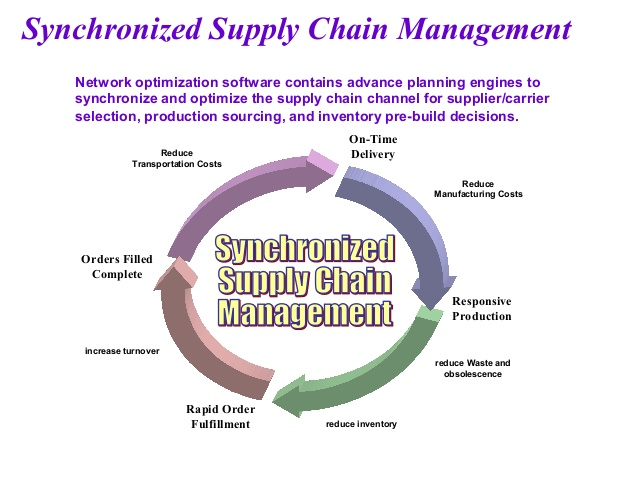 Synchronized Supply Chain Management
Network optimization software contains advance planning engines to
synchronize and optimize the supply chain channel for supplier/carrier
selection, production sourcing, and inventory pre-build decisions.
On-Time
Delivery
Reduce
Transportation Costs
Reduce
Manufacturing Costs
Synchronized
Supply Chain
Management
Orders Filled
Complete
Responsive
Production
increase turnover
reduce Waste and
obsolescence
Rapid Order
Fulfillment
reduce inventory